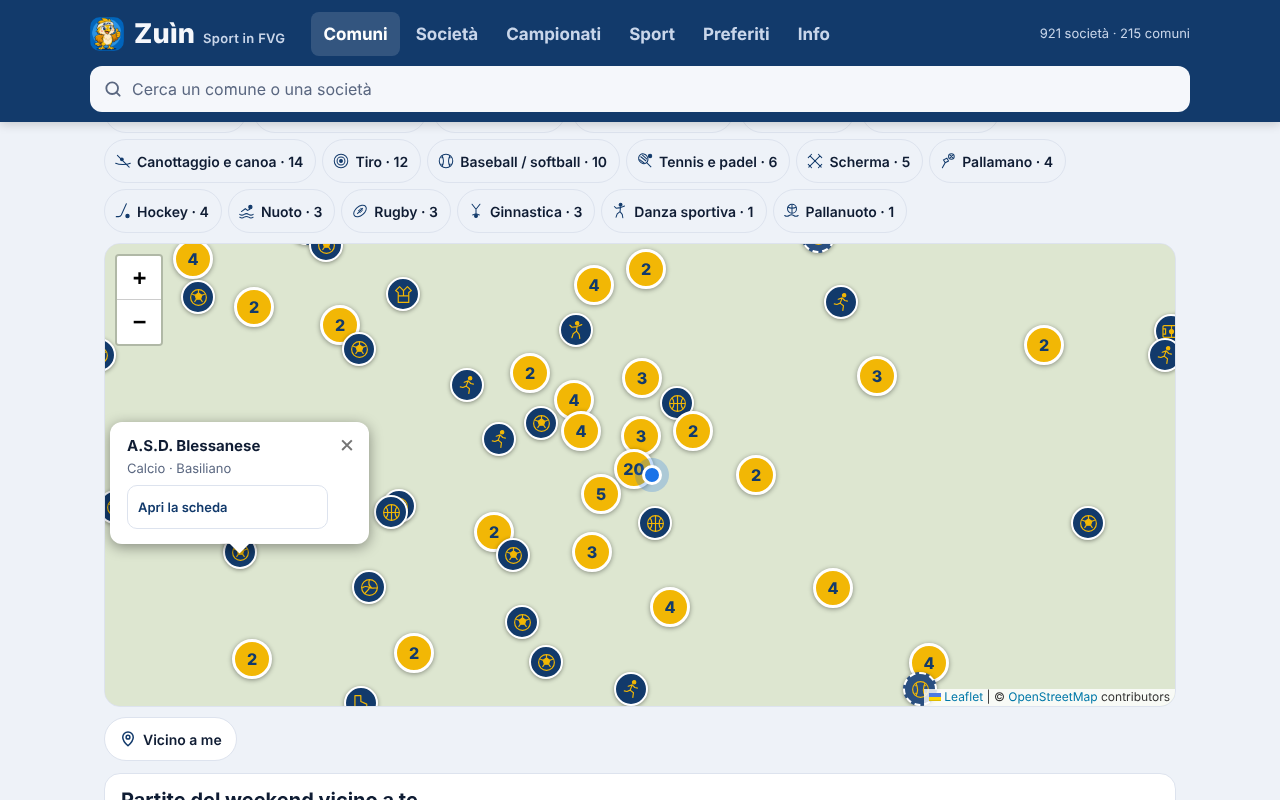 Zuìn Sport in FVG Comuni Società Campionati Sport Preferiti Info 921 società · 215 comuni
Cerca un comune o una società
Canottaggio e canoa · 14 Tiro · 12 Baseball / softball · 10 Tennis e padel · 6 Scherma · 5 Pallamano · 4
Hockey · 4 Nuoto · 3 Rugby · 3 Ginnastica · 3 Danza sportiva · 1 Pallanuoto · 1
4
2
4
+
2
2
2
−
2
3
3
4
4
3
2
A.S.D. Blessanese
Calcio · Basiliano
Apri la scheda
20
2
5
2
3
4
4
2
2
4
Leaflet | © OpenStreetMap contributors
Vicino a me
Partite del weekend vicino a te